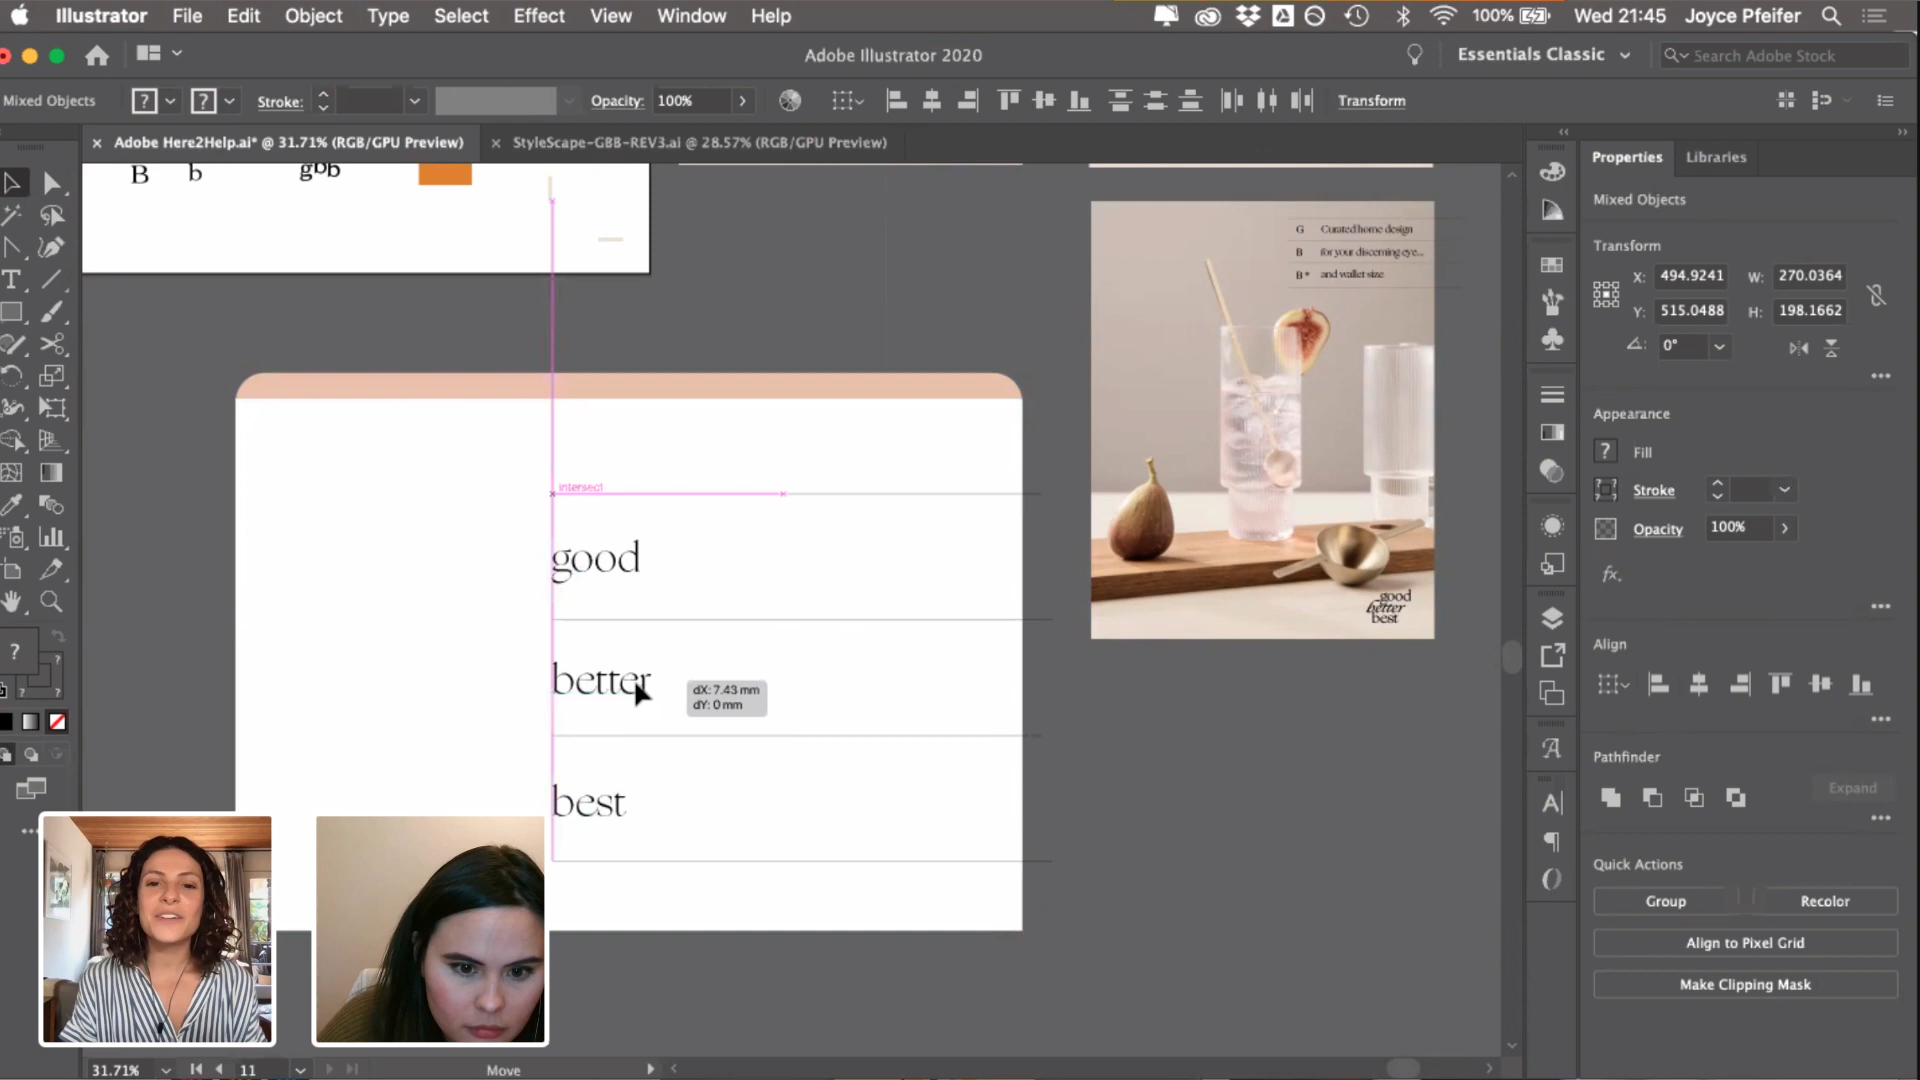 Illustrator File Edit Object Type Select Effect View Window Help 100% Wed 21:45 Joyce Pfeifer
Adobe Illustrator 2020 Essentials Classic Search Adobe Stock
Mixed Objects ? ? Stroke: Opacity: 100% Transform
Adobe Here2Help.ai* @ 31.71% (RGB/GPU Preview) StyleScape-GBB-REV3.ai @ 28.57% (RGB/GPU Preview)
B b gbb
Properties Libraries
Mixed Objects
Transform
X: 494.9241 W: 270.0364
Y: 515.0488 H: 198.1662
0°
Appearance
? Fill
Stroke
Opacity 100%
fx.
Align
Pathfinder
Expand
Quick Actions
Group Recolor
Align to Pixel Grid
Make Clipping Mask
G Curated home design
B for your discerning eye...
B* and wallet size
good
better
best
intersect
good
better
dX: 7.43 mm
dY: 0 mm
best
31.71% 11 Move